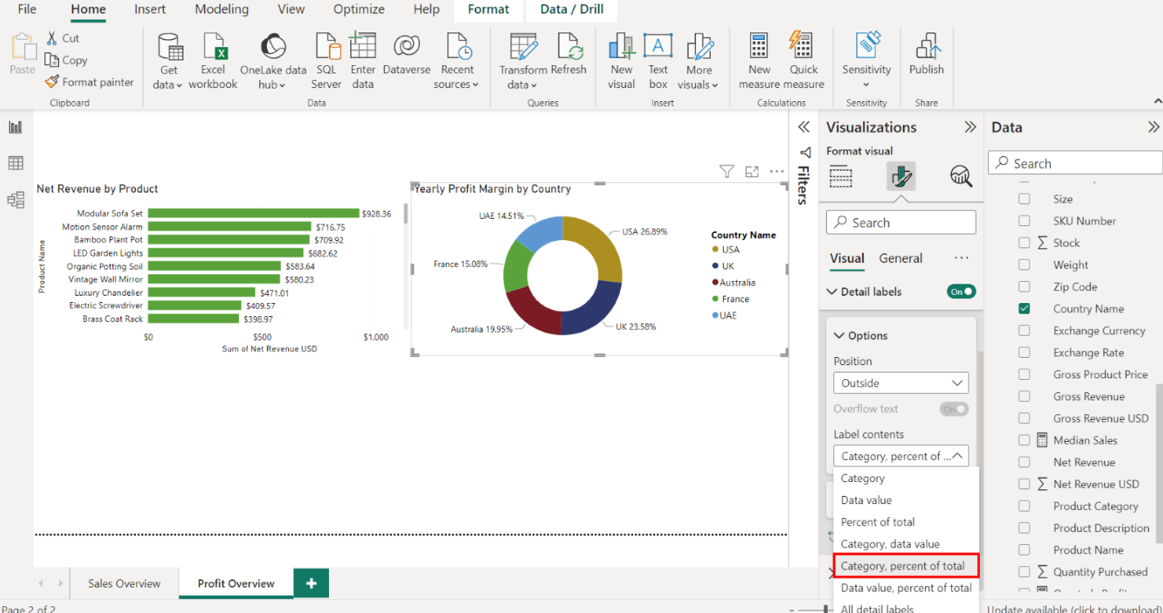 File Home Insert Modeling View Optimize Help Format Data / Drill
Paste
Cut
Copy
Format painter
Clipboard
Get data
Excel workbook
OneLake data hub
SQL Server
Enter data
Dataverse
Recent sources
Data
Transform data
Refresh
Queries
New visual
Text box
More visuals
Insert
New measure
Quick measure
Calculations
Sensitivity
Sensitivity
Publish
Share
Net Revenue by Product
Product Name
Modular Sofa Set $928.36
Motion Sensor Alarm $716.75
Bamboo Plant Pot $709.92
LED Garden Lights $682.62
Organic Potting Soil $583.64
Vintage Wall Mirror $580.23
Luxury Chandelier $471.01
Electric Screwdriver $409.57
Brass Coat Rack $398.97
$0 $500 $1.000
Sum of Net Revenue USD
Yearly Profit Margin by Country
UAE 14.51%
USA 26.89%
France 15.08%
Australia 19.95%
UK 23.58%
Country Name
USA
UK
Australia
France
UAE
Filters
Visualizations
Format visual
Search
Visual General
Detail labels On
Options
Position
Outside
Overflow text On
Label contents
Category, percent of ...
Category
Data value
Percent of total
Category, data value
Category, percent of total
Data value, percent of total
All detail labels
Data
Search
Size
SKU Number
Stock
Weight
Zip Code
Country Name
Exchange Currency
Exchange Rate
Gross Product Price
Gross Revenue
Gross Revenue USD
Median Sales
Net Revenue
Net Revenue USD
Product Category
Product Description
Product Name
Quantity Purchased
Sales Overview Profit Overview +
Page 2 of 2
Update available (click to download)